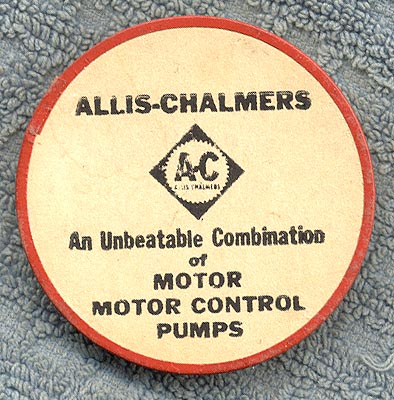 ALLIS-CHALMERS
A-C
ALLIS CHALMERS
An Unbeatable Combination
of
MOTOR
MOTOR CONTROL
PUMPS